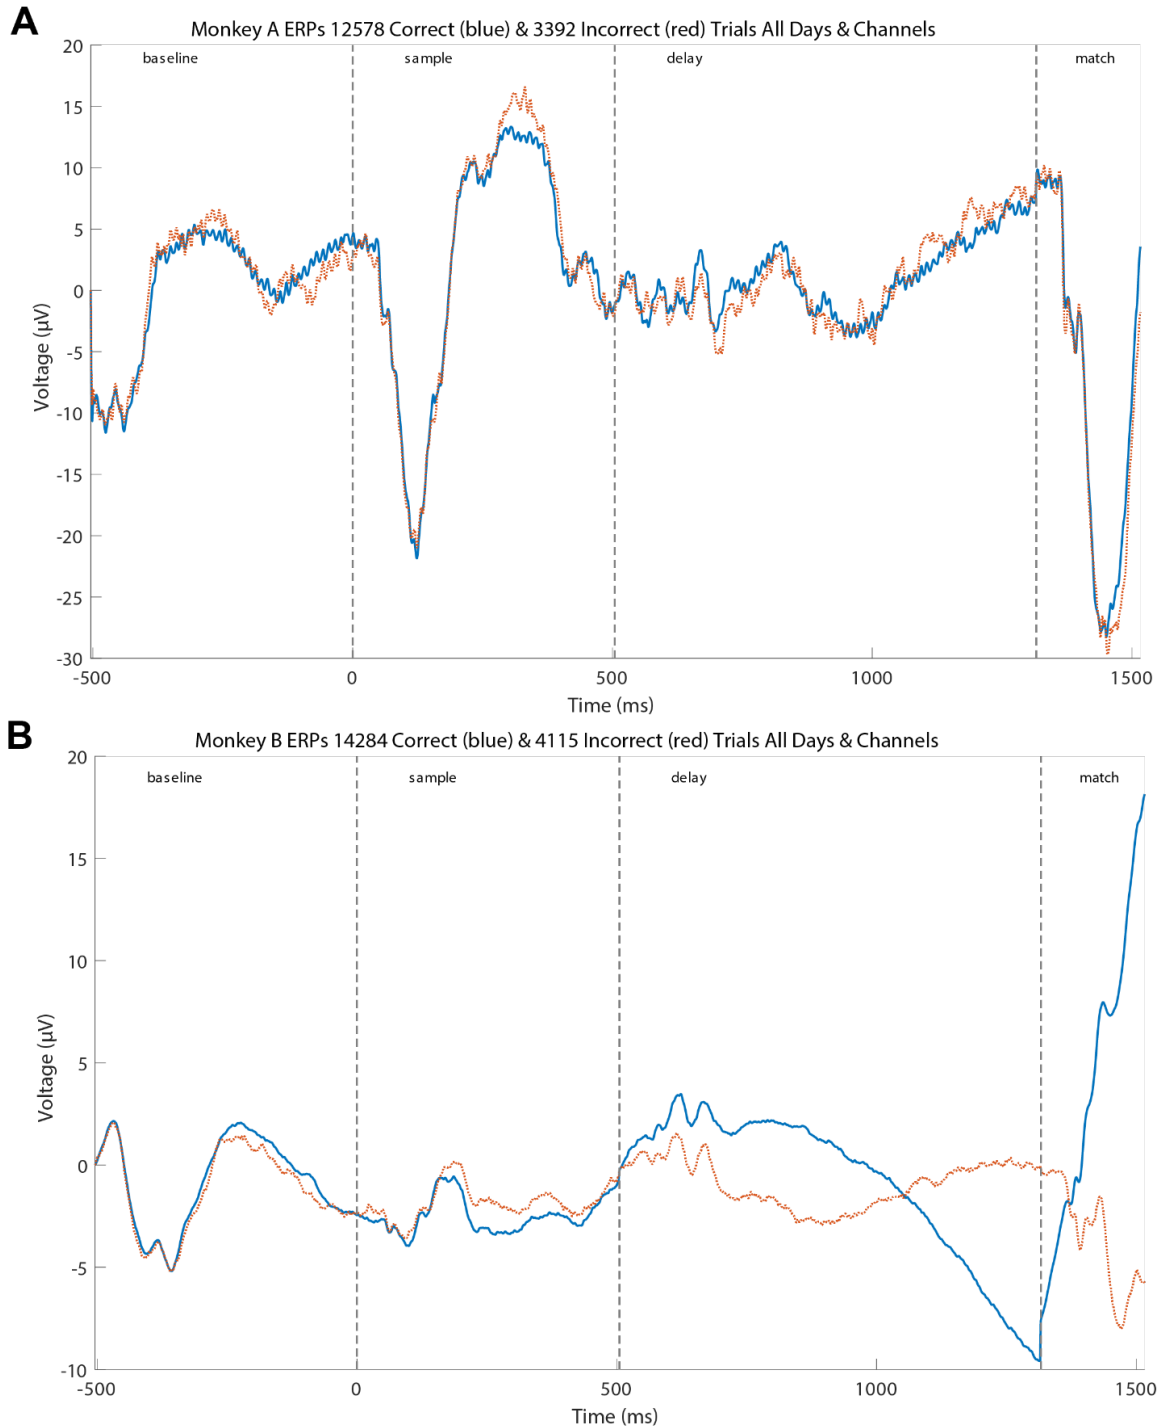 A
Monkey A ERPs 12578 Correct (blue) & 3392 Incorrect (red) Trials All Days & Channels
baseline
sample
delay
match
20
15
10
5
0
-5
-10
-15
-20
-25
-30
Voltage (µV)
-500
0
500
1000
1500
Time (ms)
B
Monkey B ERPs 14284 Correct (blue) & 4115 Incorrect (red) Trials All Days & Channels
baseline
sample
delay
match
20
15
10
5
0
-5
-10
Voltage (µV)
-500
0
500
1000
1500
Time (ms)